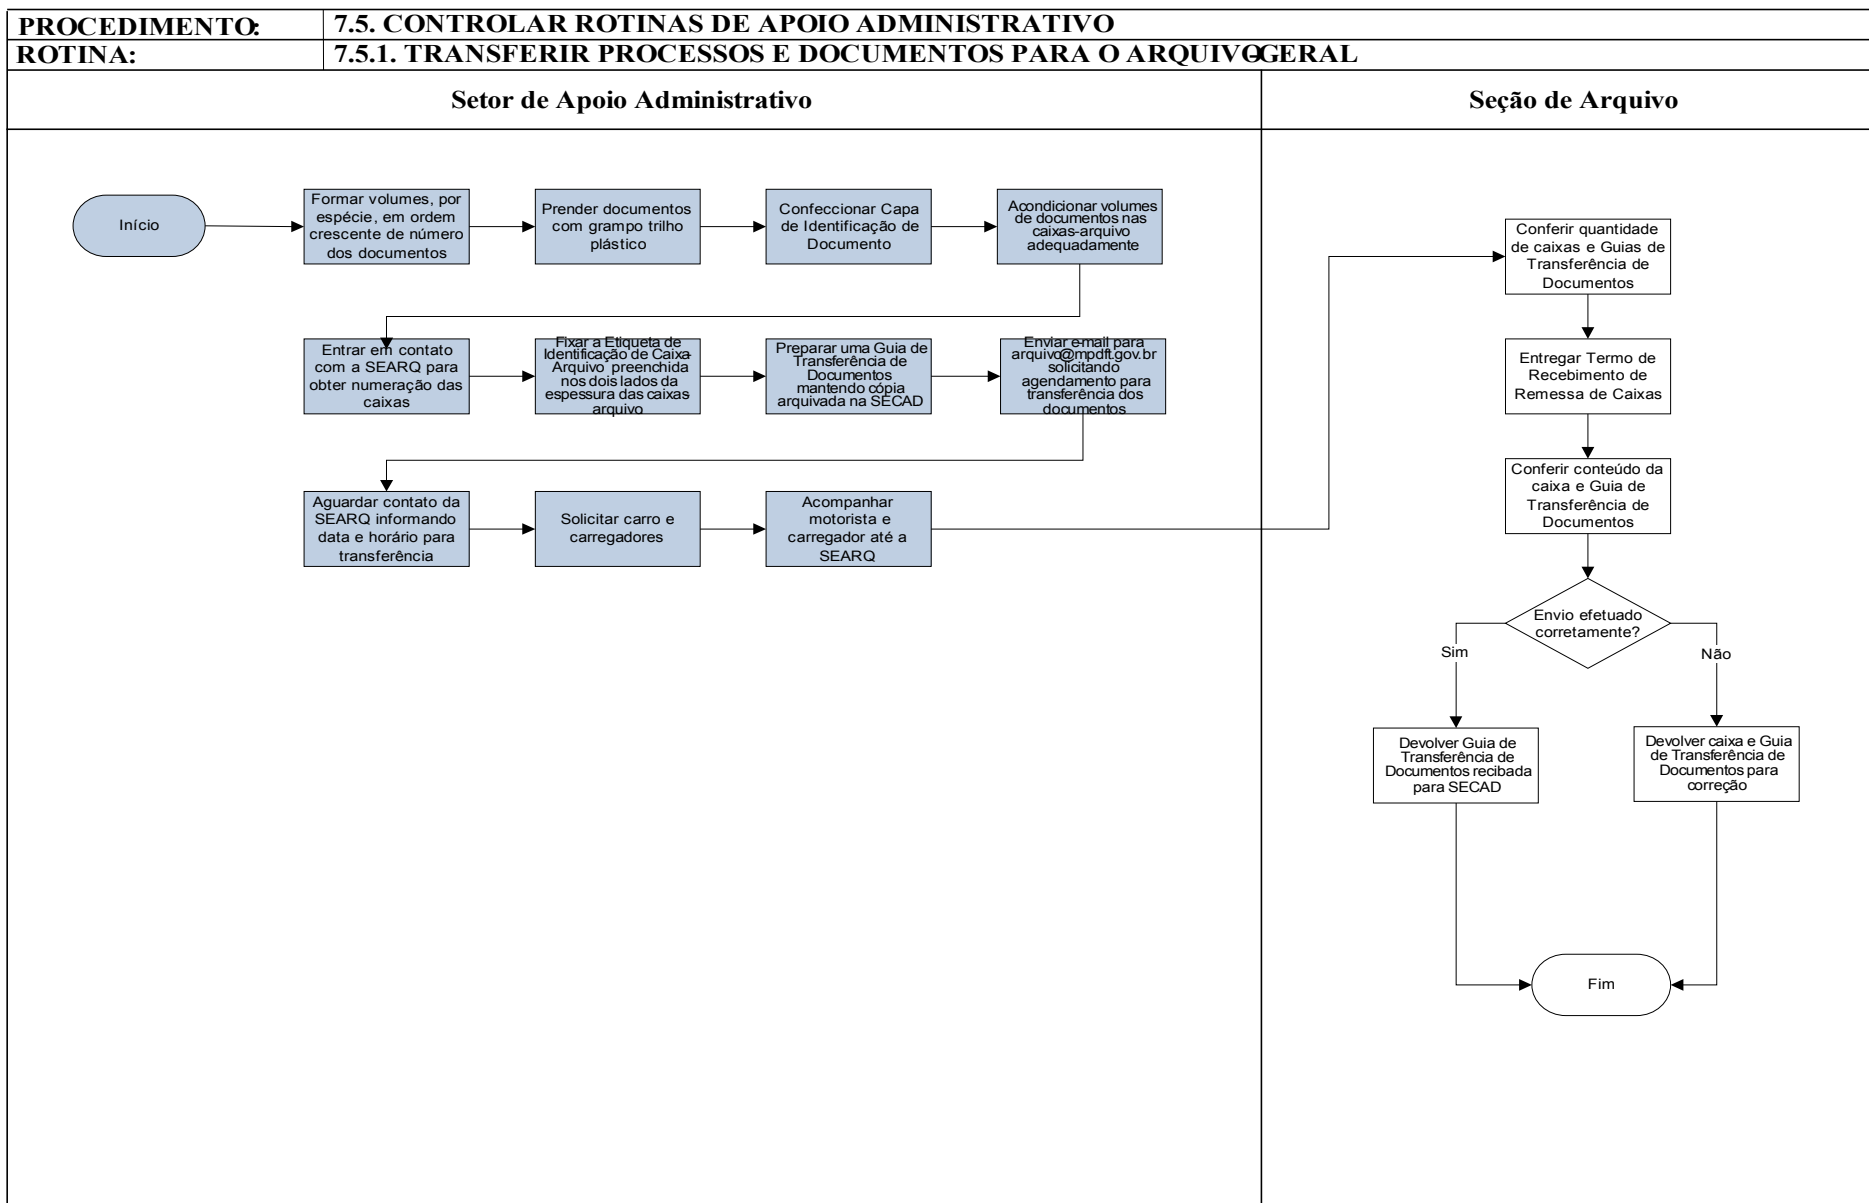 PROCEDIMENTO:
7.5. CONTROLAR ROTINAS DE APOIO ADMINISTRATIVO
ROTINA:
7.5.1. TRANSFERIR PROCESSOS E DOCUMENTOS PARA O ARQUIVO-GERAL
Setor de Apoio Administrativo
Seção de Arquivo
Início
Formar volumes, por
espécie, em ordem
crescente de número
dos documentos
Prender documentos
com grampo trilho
plástico
Confeccionar Capa
de Identificação de
Documento
Acondicionar volumes
de documentos nas
caixas-arquivo
adequadamente
Entrar em contato
com a SEARQ para
obter numeração das
caixas
Fixar a Etiqueta de
Identificação de Caixa-
Arquivo preenchida
nos dois lados da
espessura das caixas-
arquivo
Preparar uma Guia de
Transferência de
Documentos
mantendo cópia
arquivada na SECAD
Enviar e-mail para
arquivo@mpdft.gov.br
solicitando
agendamento para
transferência dos
documentos
Aguardar contato da
SEARQ informando
data e horário para
transferência
Solicitar carro e
carregadores
Acompanhar
motorista e
carregador até a
SEARQ
Conferir quantidade
de caixas e Guias de
Transferência de
Documentos
Entregar Termo de
Recebimento de
Remessa de Caixas
Conferir conteúdo da
caixa e Guia de
Transferência de
Documentos
Envio efetuado
corretamente?
Sim
Não
Devolver Guia de
Transferência de
Documentos recibada
para SECAD
Devolver caixa e Guia
de Transferência de
Documentos para
correção
Fim